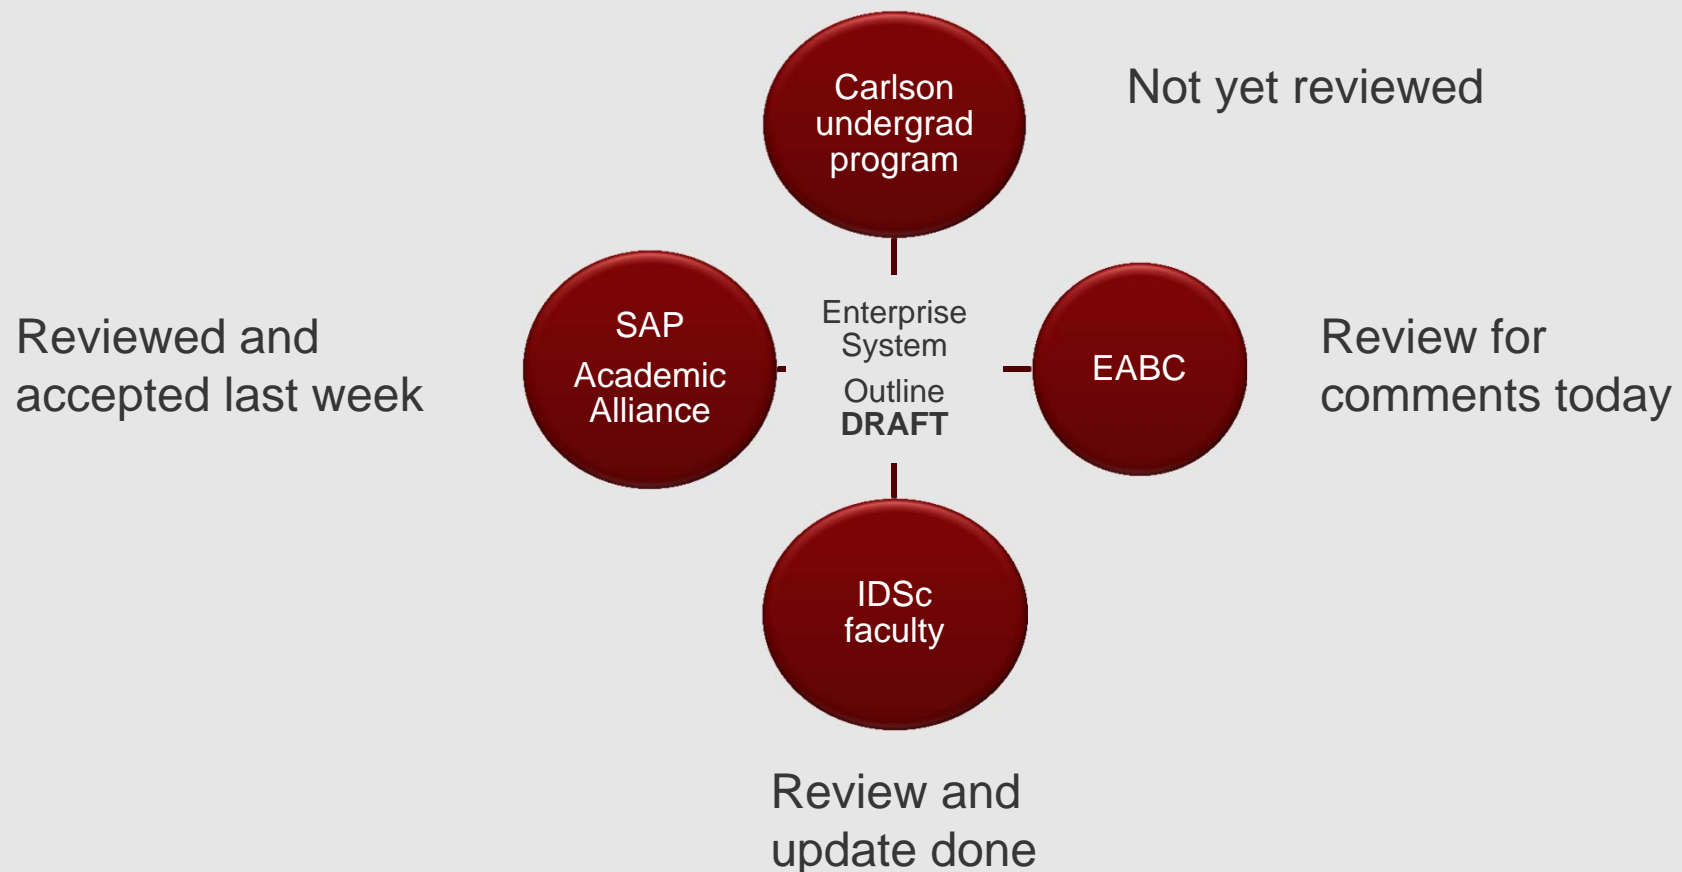 Carlson
undergrad
program
Not yet reviewed
Reviewed and
accepted last week
SAP
Academic
Alliance
Enterprise
System
Outline
DRAFT
EABC
Review for
comments today
IDSc
faculty
Review and
update done